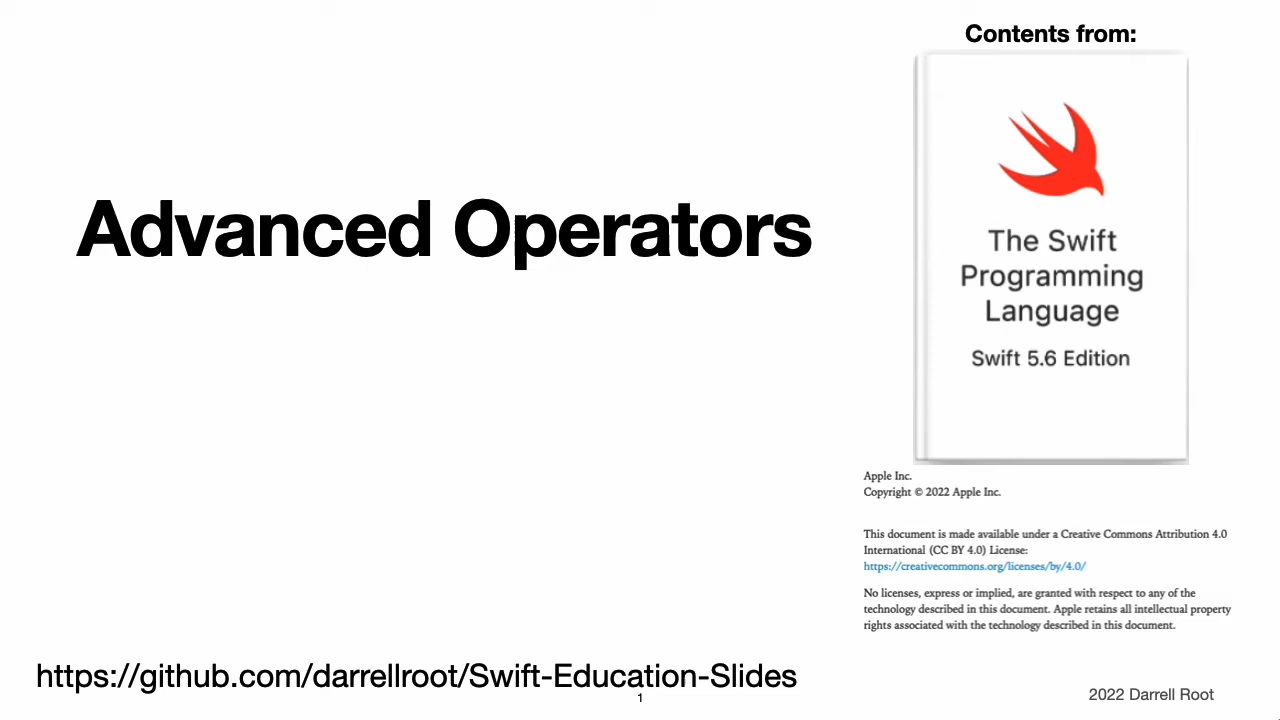 Contents from:
Advanced Operators
The Swift
Programming
Language
Swift 5.6 Edition
Apple Inc.
Copyright © 2022 Apple Inc.
This document is made available under a Creative Commons Attribution 4.0
International (CC BY 4.0) License:
https://creativecommons.org/licenses/by/4.0/
No licenses, express or implied, are granted with respect to any of the
technology described in this document. Apple retains all intellectual property
rights associated with the technology described in this document.
https://github.com/darrellroot/Swift-Education-Slides
1
2022 Darrell Root